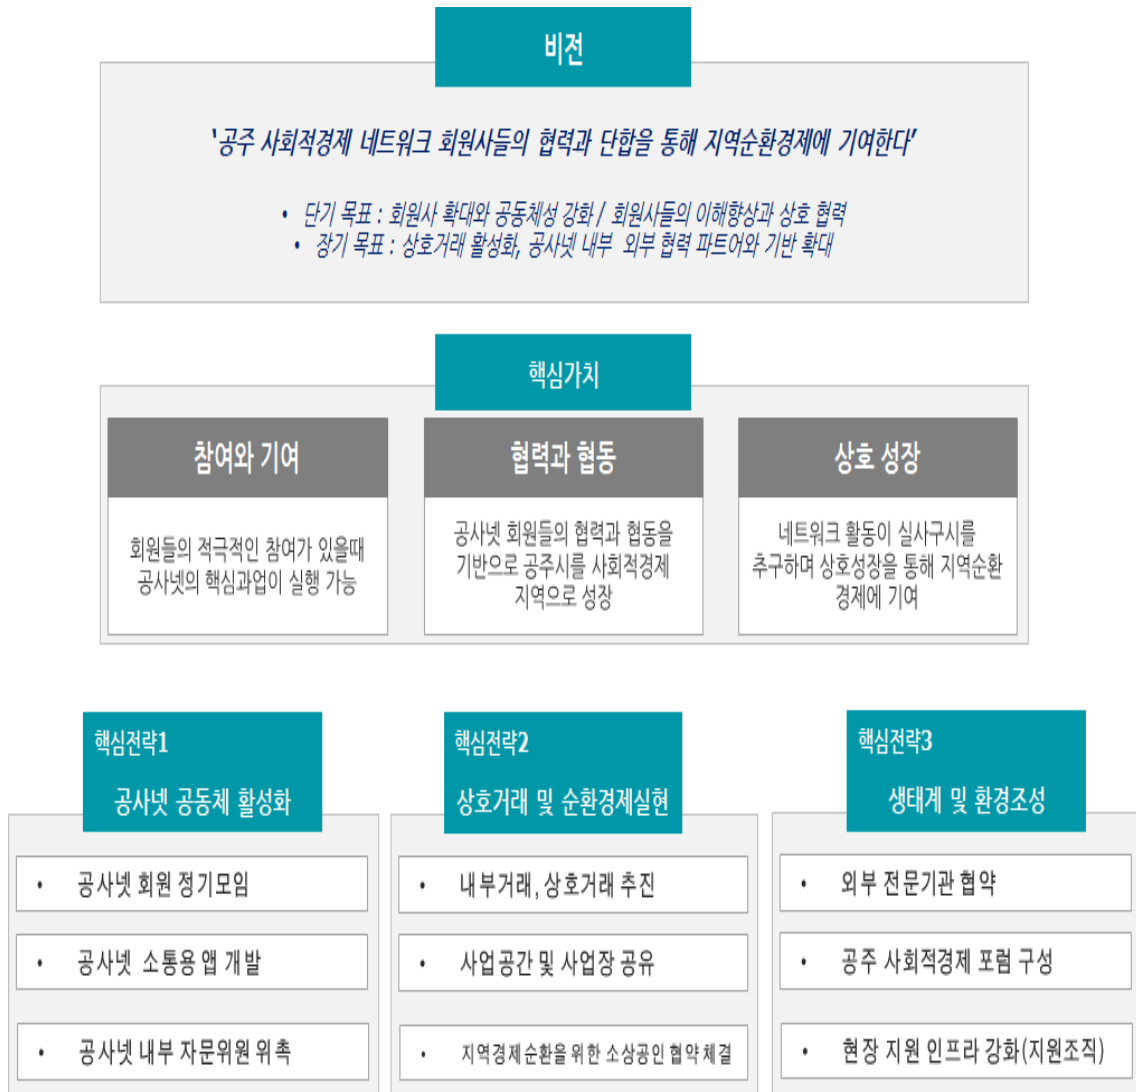 비전
‘공주 사회적경제 네트워크 회원사들의 협력과 단합을 통해 지역순환경제에 기여한다’
• 단기 목표 : 회원사 확대와 공동체성 강화 / 회원사들의 이해향상과 상호 협력
• 장기 목표 : 상호거래 활성화, 공사넷 내부 외부 협력 파트어와 기반 확대
핵심가치
참여와 기여
회원들의 적극적인 참여가 있을때
공사넷의 핵심과업이 실행 가능
협력과 협동
공사넷 회원들의 협력과 협동을
기반으로 공주시를 사회적경제
지역으로 성장
상호 성장
네트워크 활동이 실사구시를
추구하며 상호성장을 통해 지역순환
경제에 기여
핵심전략1
공사넷 공동체 활성화
• 공사넷 회원 정기모임
• 공사넷 소통용 앱 개발
• 공사넷 내부 자문위원 위촉
핵심전략2
상호거래 및 순환경제실현
• 내부거래, 상호거래 추진
• 사업공간 및 사업장 공유
• 지역경제순환을 위한 소상공인 협약 체결
핵심전략3
생태계 및 환경조성
• 외부 전문기관 협약
• 공주 사회적경제 포럼 구성
• 현장 지원 인프라 강화(지원조직)